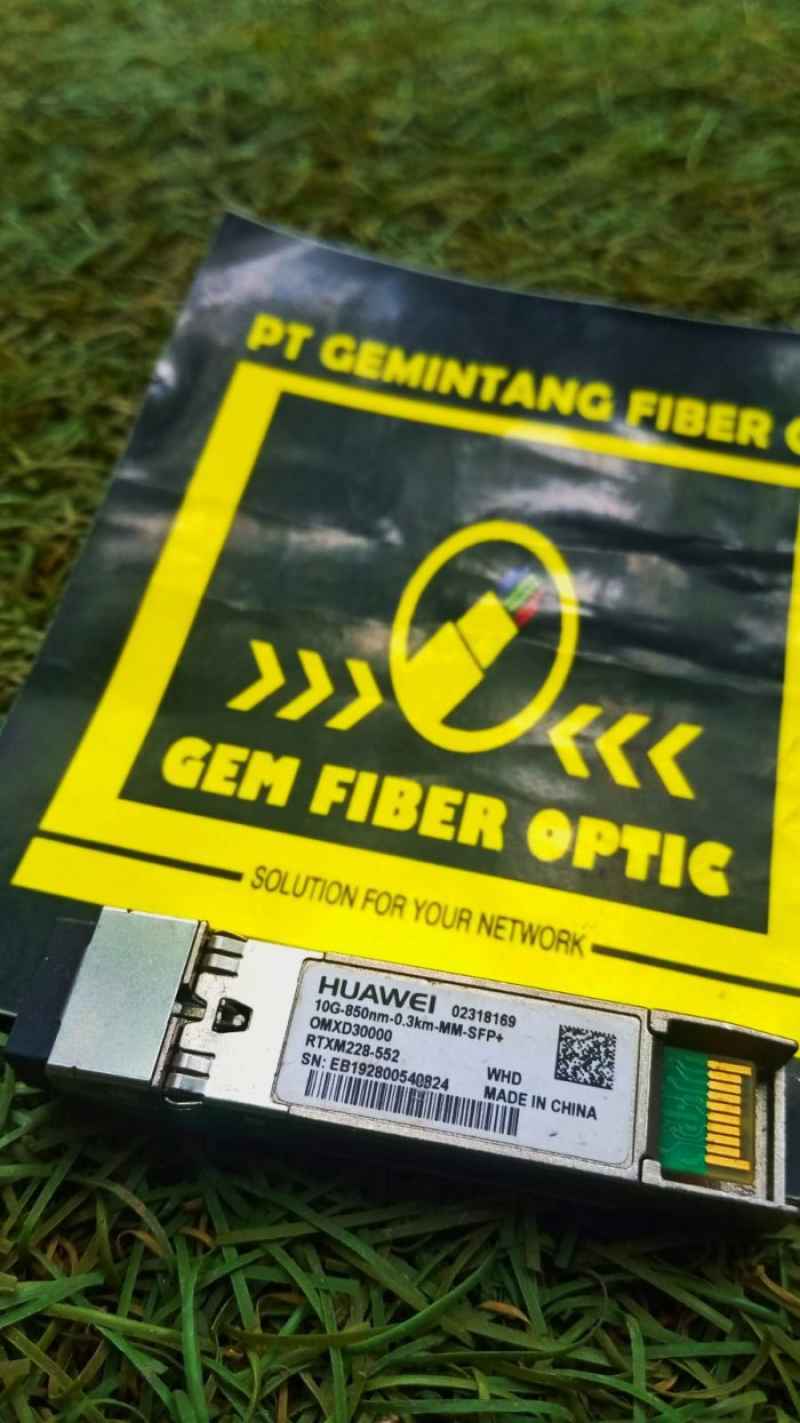 PT GEMINTANG FIBER
GEM FIBER OPTIC
SOLUTION FOR YOUR NETWORK
HUAWEI 02318169
10G-850nm-0.3km-MM-SFP+
OMXD30000
RTXM228-552
WHD
SN: EB192800540824
MADE IN CHINA